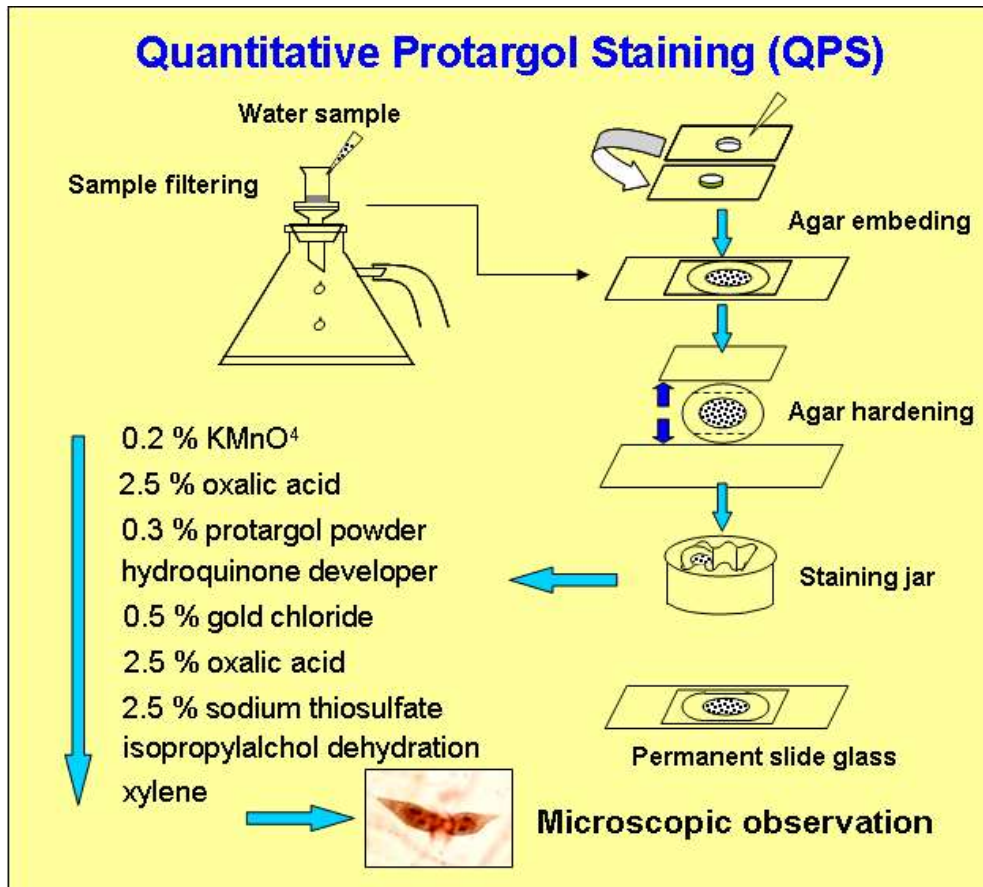 Quantitative Protargol Staining (QPS)
Water sample
Sample filtering
Agar embeding
Agar hardening
Staining jar
0.2 % KMnO⁴
2.5 % oxalic acid
0.3 % protargol powder
hydroquinone developer
0.5 % gold chloride
2.5 % oxalic acid
2.5 % sodium thiosulfate
isopropylalchol dehydration
xylene
Permanent slide glass
Microscopic observation